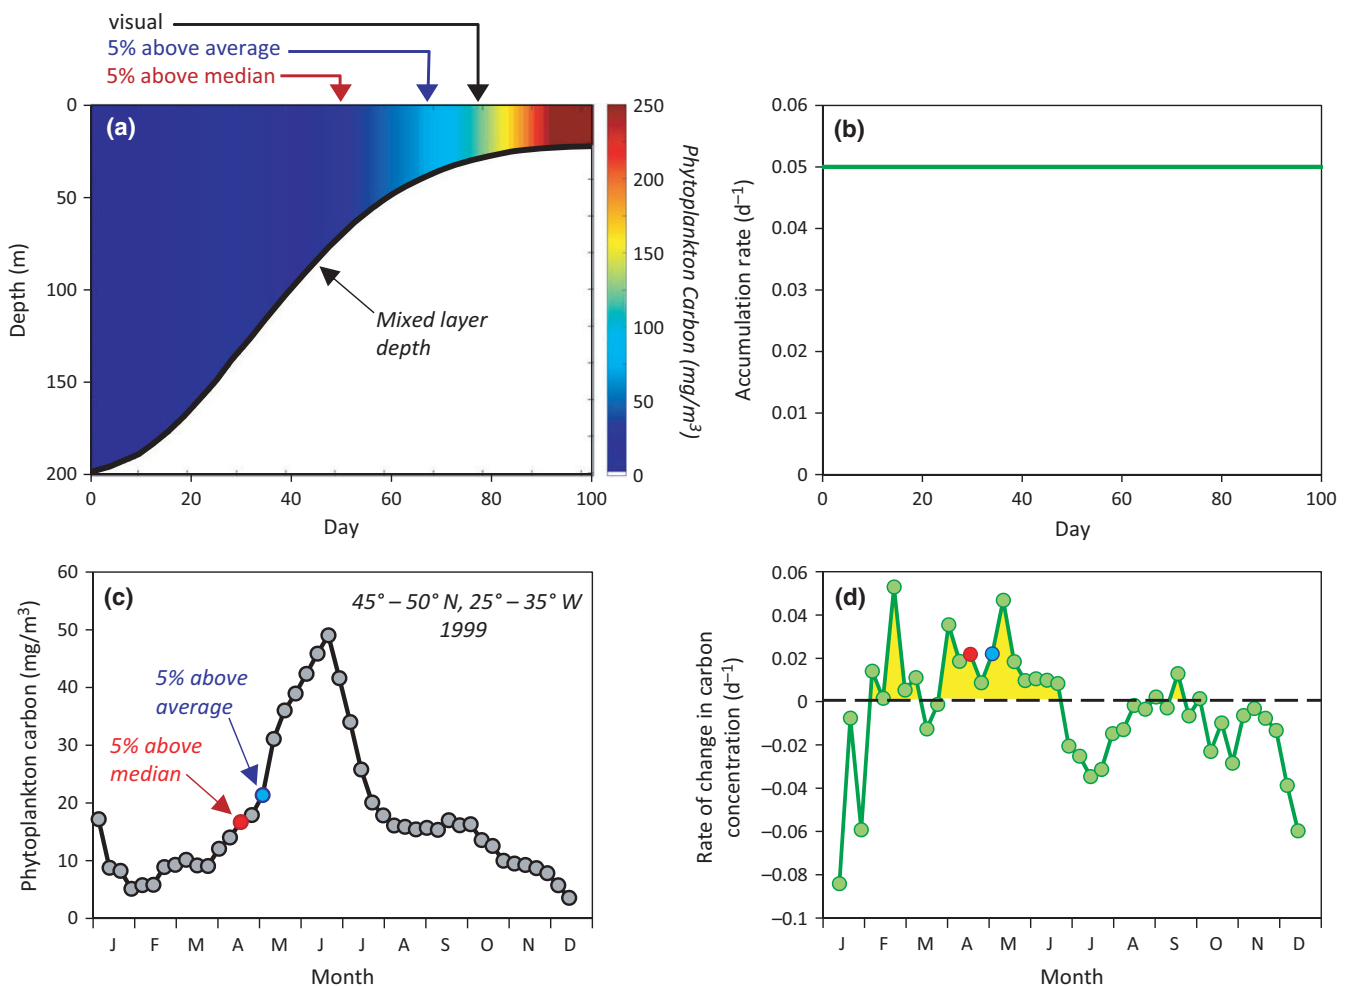 visual
5% above average
5% above median
(a)
0
50
100
150
200
Depth (m)
0
20
40
60
80
100
Day
Mixed layer
depth
250
200
150
100
50
0
Phytoplankton Carbon (mg/m³)
(b)
0.06
0.05
0.04
0.03
0.02
0.01
0
Accumulation rate (d⁻¹)
0
20
40
60
80
100
Day
(c)
45° – 50° N, 25° – 35° W
1999
60
50
40
30
20
10
0
Phytoplankton carbon (mg/m³)
5% above
average
5% above
median
J F M A M J J A S O N D
Month
(d)
0.06
0.04
0.02
0
–0.02
–0.04
–0.06
–0.08
–0.1
Rate of change in carbon
concentration (d⁻¹)
J F M A M J J A S O N D
Month